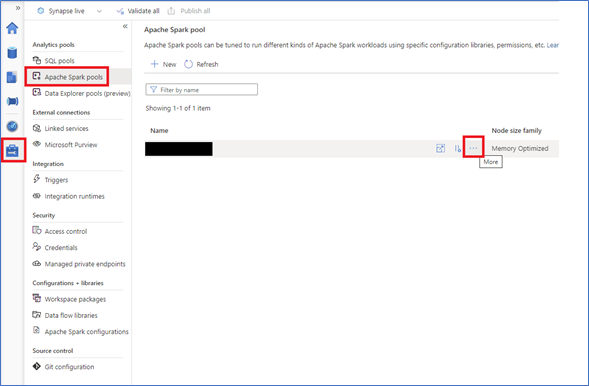 »
Synapse live
Validate all
Publish all
«
Analytics pools
SQL pools
Apache Spark pools
Data Explorer pools (preview)
External connections
Linked services
Microsoft Purview
Integration
Triggers
Integration runtimes
Security
Access control
Credentials
Managed private endpoints
Configurations + libraries
Workspace packages
Data flow libraries
Apache Spark configurations
Source control
Git configuration
Apache Spark pool
Apache Spark pools can be tuned to run different kinds of Apache Spark workloads using specific configuration libraries, permissions, etc. Lear
New
Refresh
Filter by name
Showing 1-1 of 1 item
Name
Node size family
Memory Optimized
More